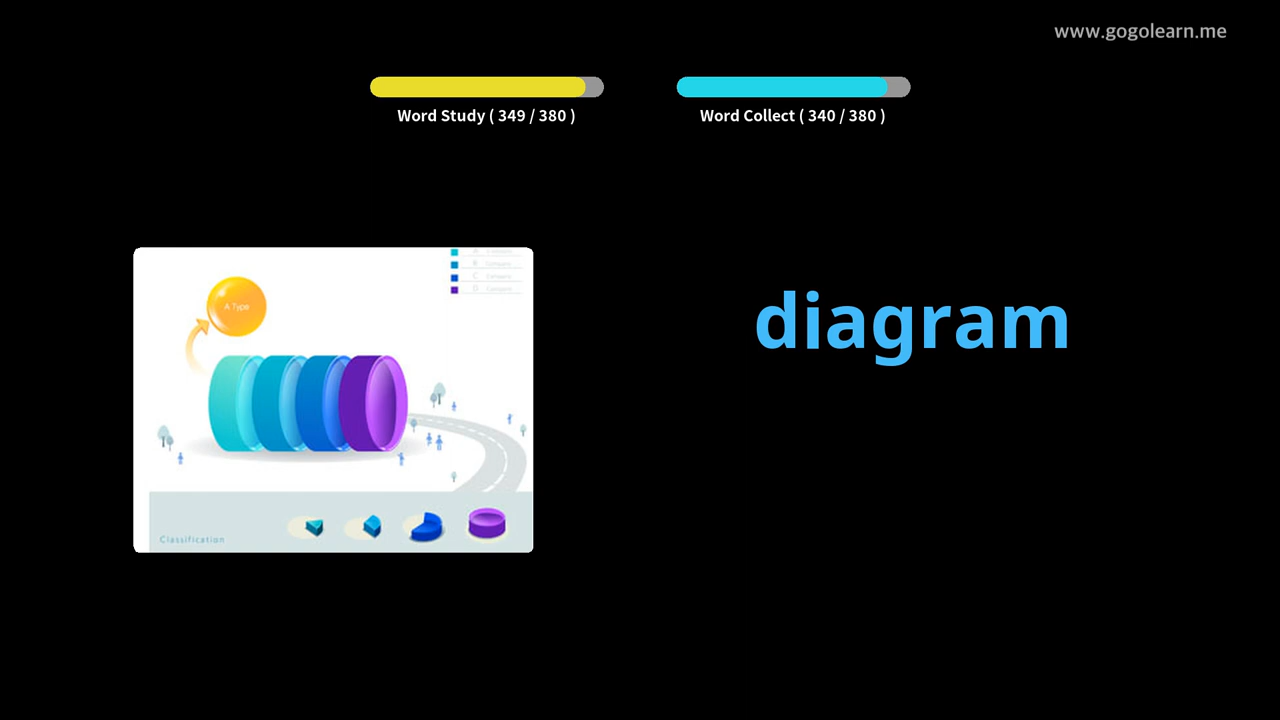 www.gogolearn.me
Word Study ( 349 / 380 )
Word Collect ( 340 / 380 )
A
B
C
D
A Type
diagram
Classification